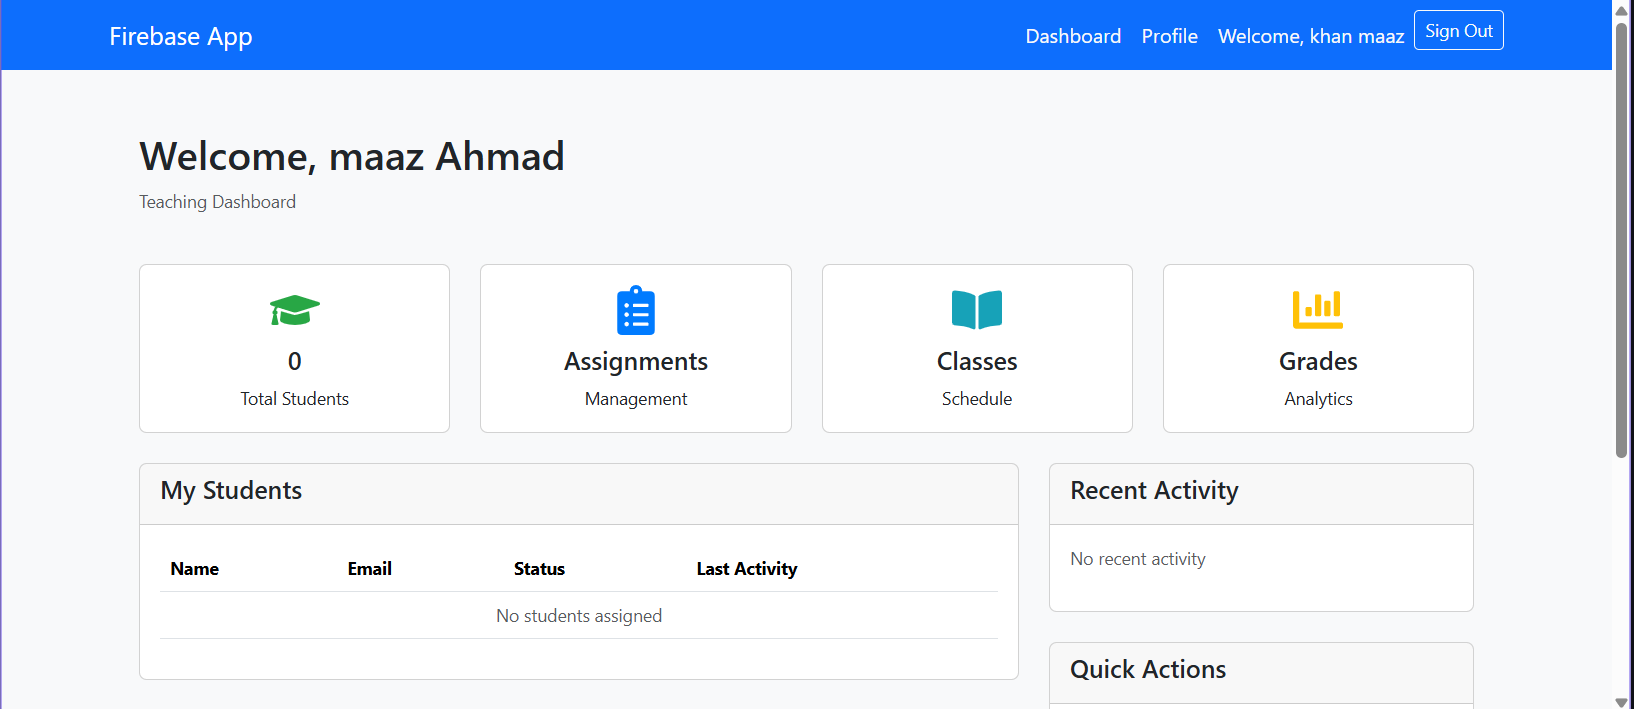 Firebase App
Dashboard Profile Welcome, khan maaz Sign Out
Welcome, maaz Ahmad
Teaching Dashboard
0
Total Students
Assignments
Management
Classes
Schedule
Grades
Analytics
My Students
Name Email Status Last Activity
No students assigned
Recent Activity
No recent activity
Quick Actions